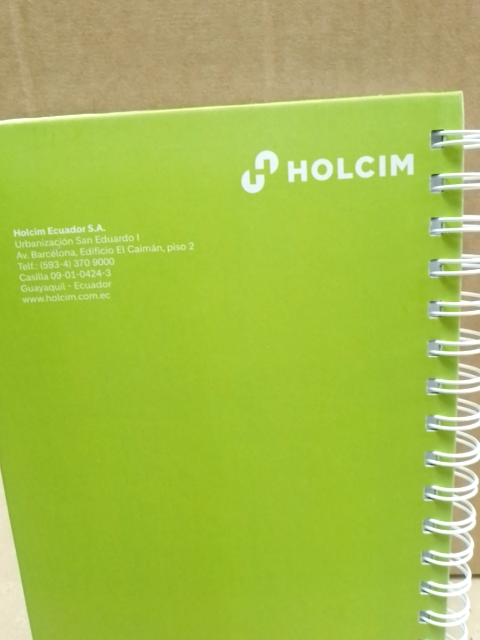 HOLCIM
Holcim Ecuador S.A.
Urbanización San Eduardo I
Av. Barcelona, Edificio El Caimán, piso 2
Telf.: (593-4) 370 9000
Casilla 09-01-0424-3
Guayaquil - Ecuador
www.holcim.com.ec